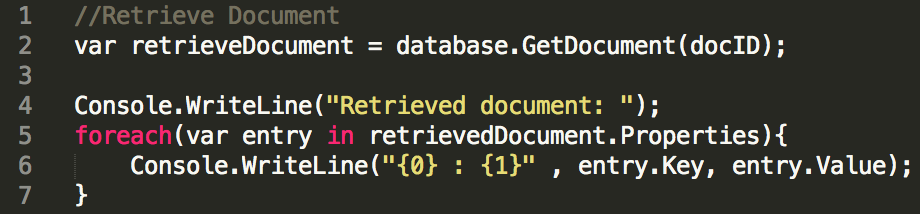 1 //Retrieve Document
2 var retrieveDocument = database.GetDocument(docID);
3
4 Console.WriteLine("Retrieved document: ");
5 foreach(var entry in retrievedDocument.Properties){
6     Console.WriteLine("{0} : {1}" , entry.Key, entry.Value);
7 }